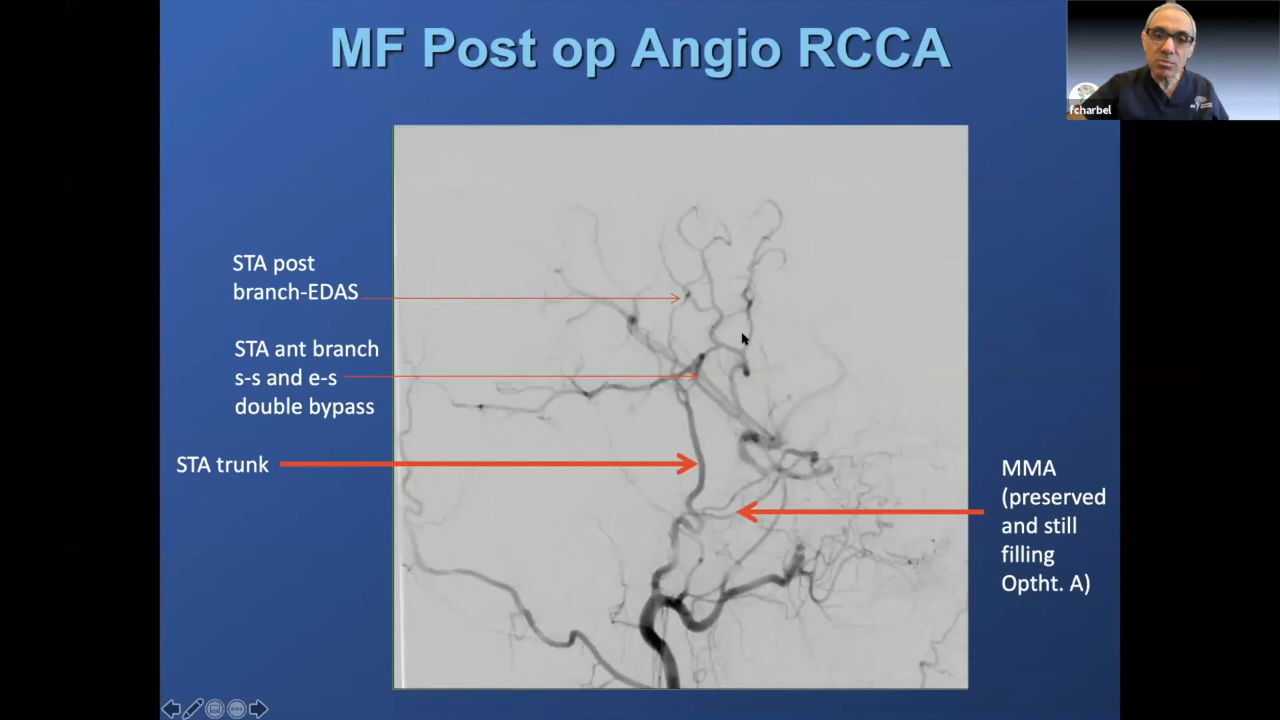 MF Post op Angio RCCA
fcharbel
STA post
branch-EDAS
STA ant branch
s-s and e-s
double bypass
STA trunk
MMA
(preserved
and still
filling
Optht. A)